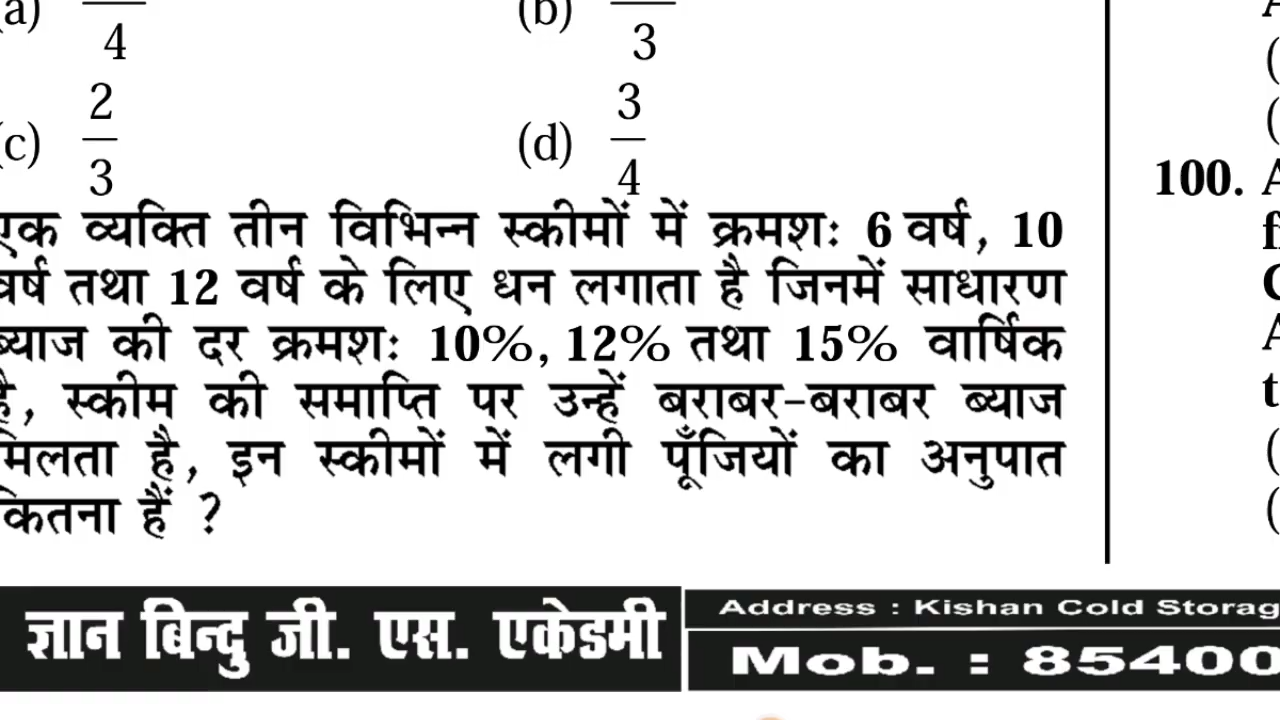 (a) 4 (b) 3
(c) 2/3 (d) 3/4
एक व्यक्ति तीन विभिन्न स्कीमों में क्रमशः 6 वर्ष, 10
वर्ष तथा 12 वर्ष के लिए धन लगाता है जिनमें साधारण
ब्याज की दर क्रमशः 10%, 12% तथा 15% वार्षिक
है, स्कीम की समाप्ति पर उन्हें बराबर-बराबर ब्याज
मिलता है, इन स्कीमों में लगी पूँजियों का अनुपात
कितना हैं ?
100.
ज्ञान बिन्दु जी. एस. एकेडमी
Address : Kishan Cold Storag
Mob. : 85400